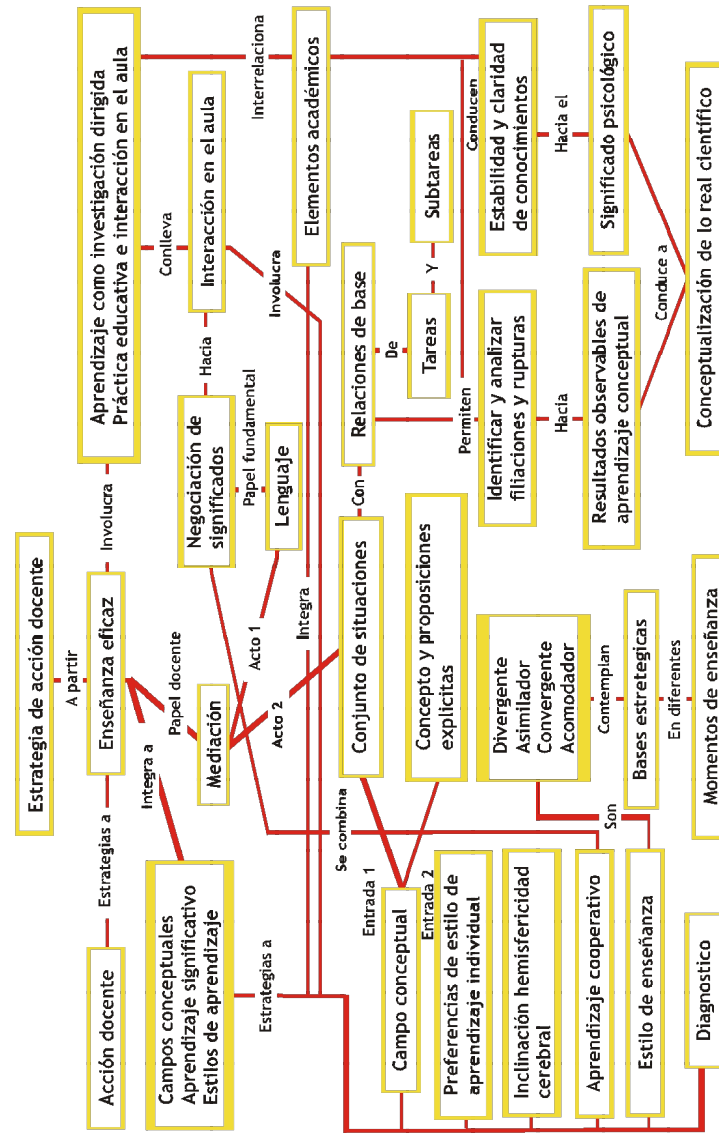 Estrategia de acción docente
A partir
Acción docente
Estrategias a
Enseñanza eficaz
Involucra
Aprendizaje como investigación dirigida
Práctica educativa e interacción en el aula
Integra a
Papel docente
Conlleva
Interrelaciona
Campos conceptuales
Aprendizaje significativo
Estilos de aprendizaje
Mediación
Negociación de
significados
Hacia
Interacción en el aula
Papel fundamental
Lenguaje
Acto 1
Acto 2
Involucra
Integra
Elementos académicos
Estrategias a
Se combina
Entrada 1
Entrada 2
Campo conceptual
Conjunto de situaciones
Con
Relaciones de base
De
Tareas
Y
Subtareas
Concepto y proposiciones
explicitas
Permiten
Conducen
Preferencias de estilo de
aprendizaje individual
Identificar y analizar
filiaciones y rupturas
Estabilidad y claridad
de conocimientos
Inclinación hemisfericidad
cerebral
Divergente
Asimilador
Convergente
Acomodador
Hacia
Hacia el
Aprendizaje cooperativo
Son
Contemplan
Resultados observables de
aprendizaje conceptual
Significado psicológico
Estilo de enseñanza
Bases estretegicas
En diferentes
Conduce a
Diagnostico
Momentos de enseñanza
Conceptualización de lo real científico